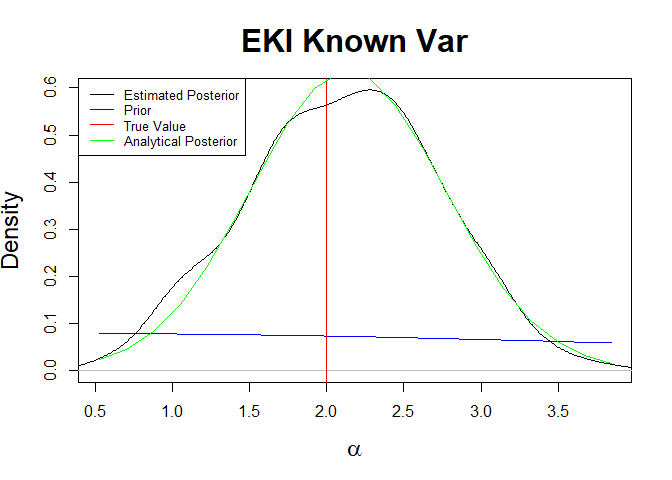 EKI Known Var
Estimated Posterior
Prior
True Value
Analytical Posterior
Density
0.0
0.1
0.2
0.3
0.4
0.5
0.6
0.5
1.0
1.5
2.0
2.5
3.0
3.5
α